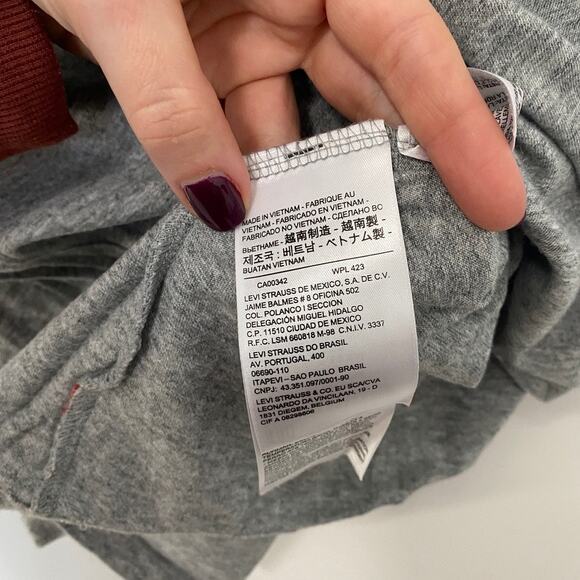 MADE IN VIETNAM - FABRIQUE AU
VIETNAM - FABRICADO EN VIETNAM -
FABRICADO NO VIETNAM - СДЕЛАНО ВО
ВЬЕТНАМЕ - 越南制造 - 越南製 -
제조국 : 베트남 - ベトナム製 -
BUATAN VIETNAM
CA00342 WPL 423
LEVI STRAUSS DE MEXICO, S.A. DE C.V.
JAIME BALMES # 8 OFICINA 502
COL. POLANCO I SECCIÓN
DELEGACIÓN MIGUEL HIDALGO
C.P. 11510 CIUDAD DE MEXICO
R.F.C. LSM 660818 M-98 C.N.I.V. 3337
LEVI STRAUSS DO BRASIL
AV. PORTUGAL, 400
06690-110
ITAPEVI – SAO PAULO BRASIL
CNPJ: 43.351.097/0001-90
LEVI STRAUSS & CO. EU SCA/CVA
LEONARDO DA VINCILAAN, 19 - D
1831 DIEGEM, BELGIUM
CIF A 08298606